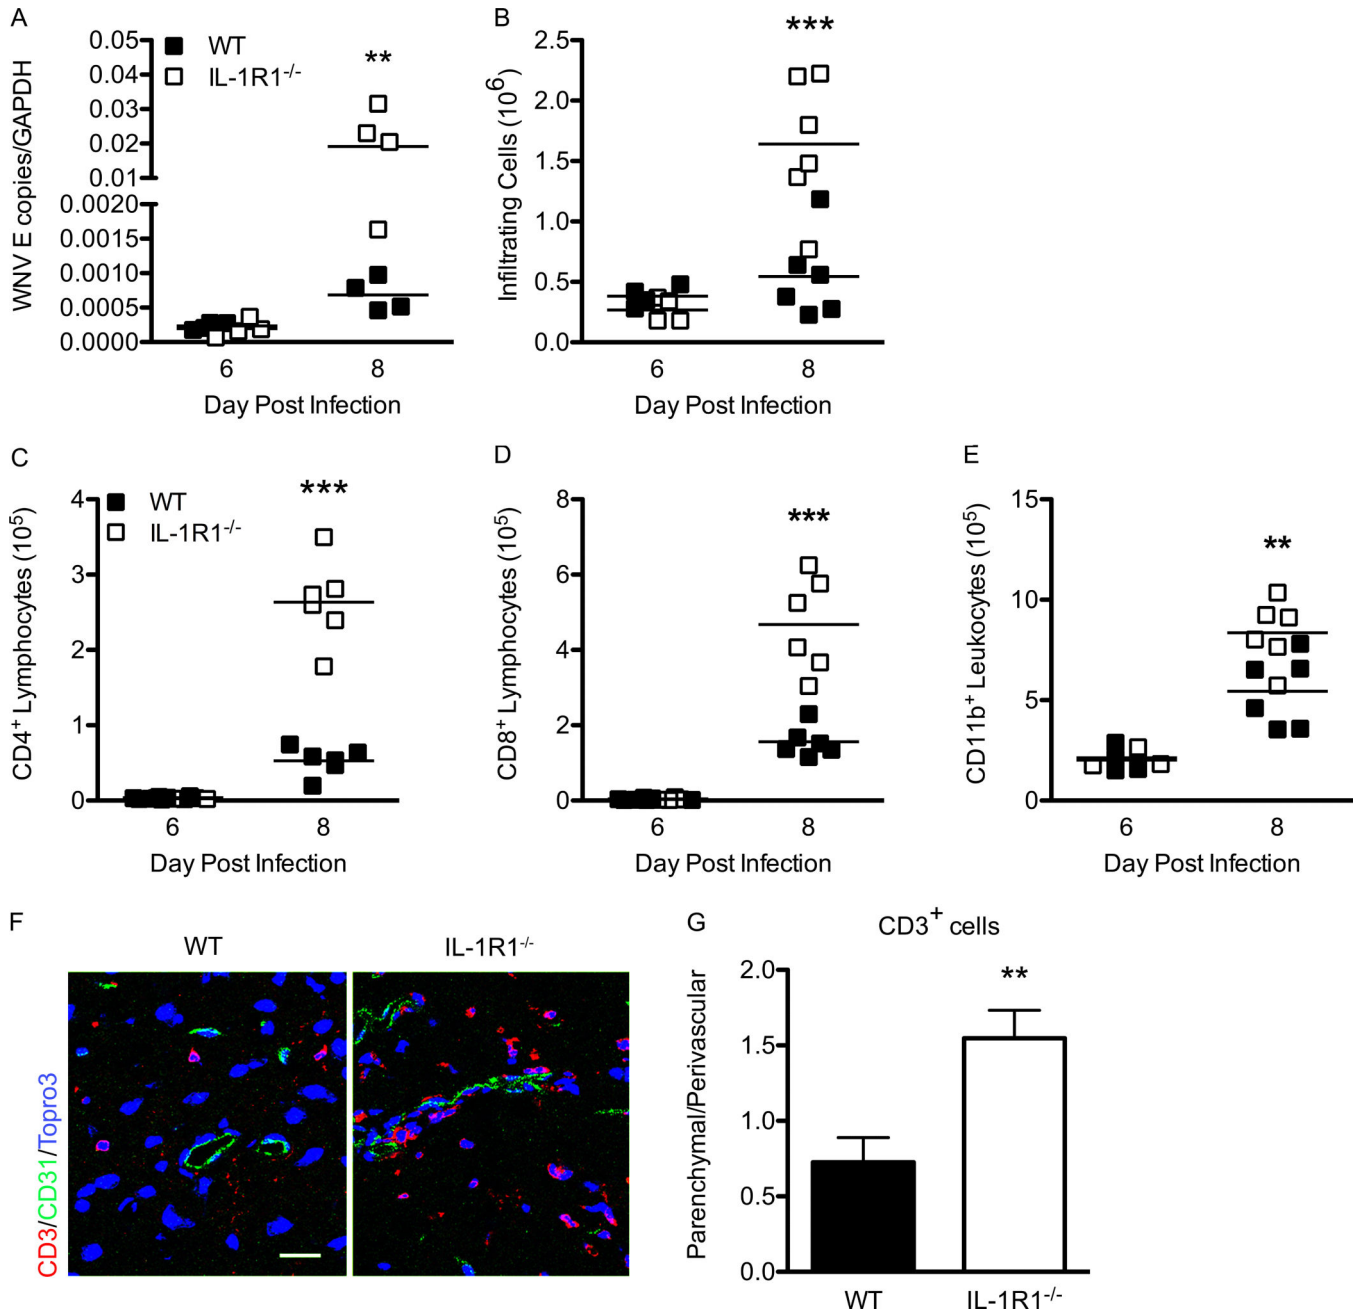 A
WNV E copies/GAPDH
0.05
0.04
0.03
0.02
0.01
0.0020
0.0015
0.0010
0.0005
0.0000
WT
IL-1R1-/-
**
6
8
Day Post Infection
B
Infiltrating Cells (10^6)
2.5
2.0
1.5
1.0
0.5
0.0
***
6
8
Day Post Infection
C
CD4+ Lymphocytes (10^5)
4
3
2
1
0
WT
IL-1R1-/-
***
6
8
Day Post Infection
D
CD8+ Lymphocytes (10^5)
8
6
4
2
0
***
6
8
Day Post Infection
E
CD11b+ Leukocytes (10^5)
15
10
5
0
**
6
8
Day Post Infection
F
WT
IL-1R1-/-
CD3/CD31/Topro3
G
CD3+ cells
Parenchymal/Perivascular
2.0
1.5
1.0
0.5
0.0
**
WT
IL-1R1-/-